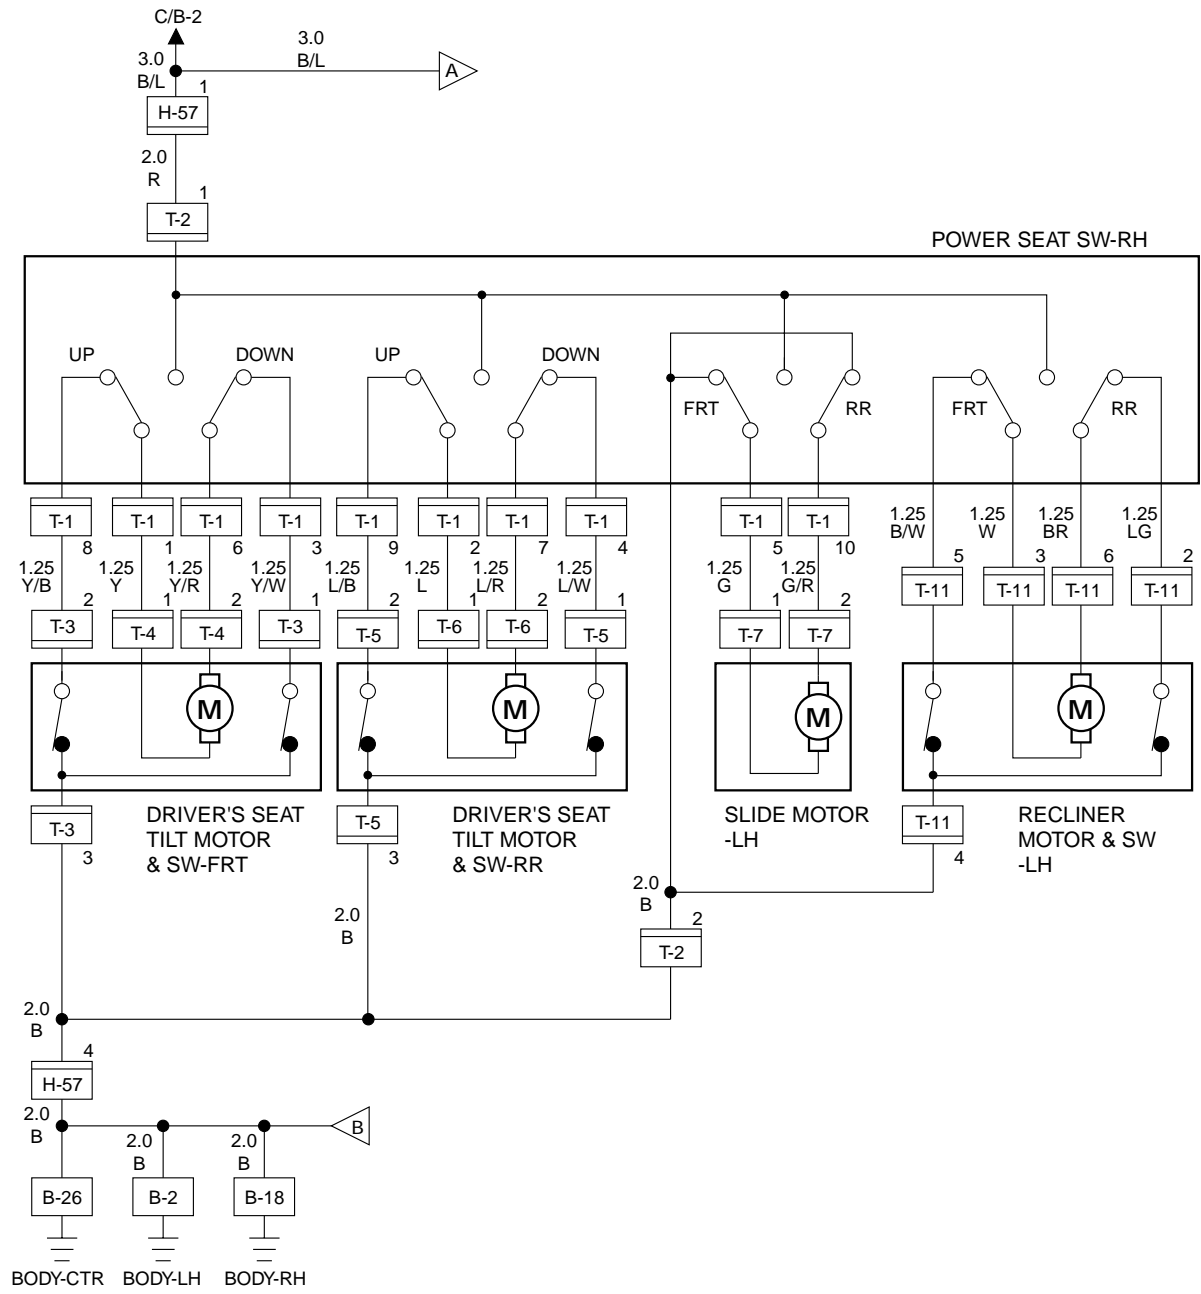 C/B-2
3.0
B/L
3.0
B/L
A
1
H-57
2.0
R
1
T-2
POWER SEAT SW-RH
UP
DOWN
UP
DOWN
FRT
RR
FRT
RR
T-1
T-1
T-1
T-1
T-1
T-1
T-1
T-1
T-1
T-1
8
1
6
3
9
2
7
4
5
10
1.25
Y/B
1.25
Y
1.25
Y/R
1.25
Y/W
1.25
L/B
1.25
L
1.25
L/R
1.25
L/W
1.25
G
1.25
G/R
1.25
B/W
1.25
W
1.25
BR
1.25
LG
5
3
6
2
T-11
T-11
T-11
T-11
2
1
2
1
2
1
2
1
1
2
T-3
T-4
T-4
T-3
T-5
T-6
T-6
T-5
T-7
T-7
M
M
M
M
T-3
3
DRIVER'S SEAT
TILT MOTOR
& SW-FRT
T-5
3
DRIVER'S SEAT
TILT MOTOR
& SW-RR
SLIDE MOTOR
-LH
T-11
4
RECLINER
MOTOR & SW
-LH
2.0
B
2.0
B
2
T-2
2.0
B
4
H-57
2.0
B
2.0
B
2.0
B
B
B-26
B-2
B-18
BODY-CTR
BODY-LH
BODY-RH